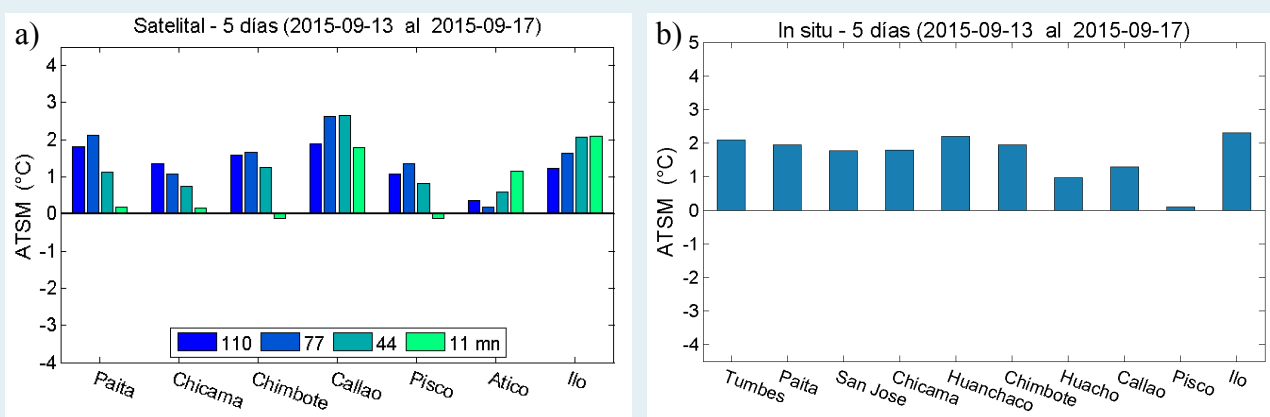 a)
Satelital - 5 días (2015-09-13 al 2015-09-17)
ATSM (°C)
4
3
2
1
0
-1
-2
-3
-4
110 77 44 11 mn
Paita Chicama Chimbote Callao Pisco Atico Ilo
b)
In situ - 5 días (2015-09-13 al 2015-09-17)
ATSM (°C)
5
4
3
2
1
0
-1
-2
-3
-4
Tumbes Paita San Jose Chicama Huanchaco Chimbote Huacho Callao Pisco Ilo